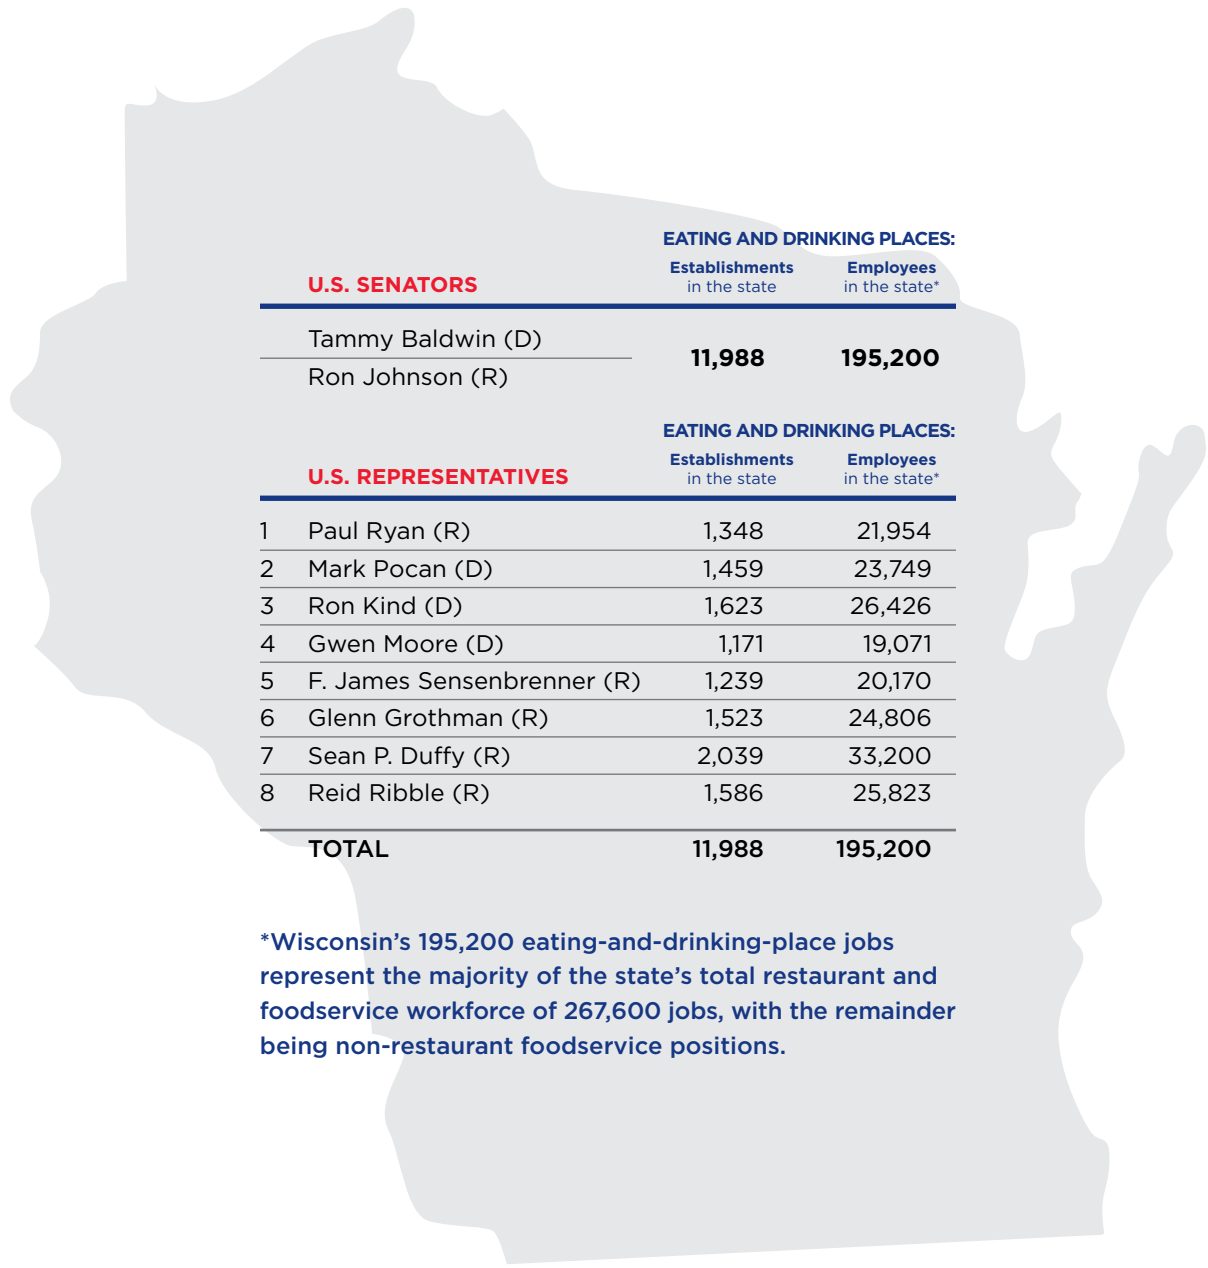 EATING AND DRINKING PLACES:
U.S. SENATORS
Establishments in the state
Employees in the state*
Tammy Baldwin (D)
Ron Johnson (R)
11,988 195,200
EATING AND DRINKING PLACES:
U.S. REPRESENTATIVES
Establishments in the state
Employees in the state*
1 Paul Ryan (R) 1,348 21,954
2 Mark Pocan (D) 1,459 23,749
3 Ron Kind (D) 1,623 26,426
4 Gwen Moore (D) 1,171 19,071
5 F. James Sensenbrenner (R) 1,239 20,170
6 Glenn Grothman (R) 1,523 24,806
7 Sean P. Duffy (R) 2,039 33,200
8 Reid Ribble (R) 1,586 25,823
TOTAL 11,988 195,200
*Wisconsin's 195,200 eating-and-drinking-place jobs
represent the majority of the state's total restaurant and
foodservice workforce of 267,600 jobs, with the remainder
being non-restaurant foodservice positions.